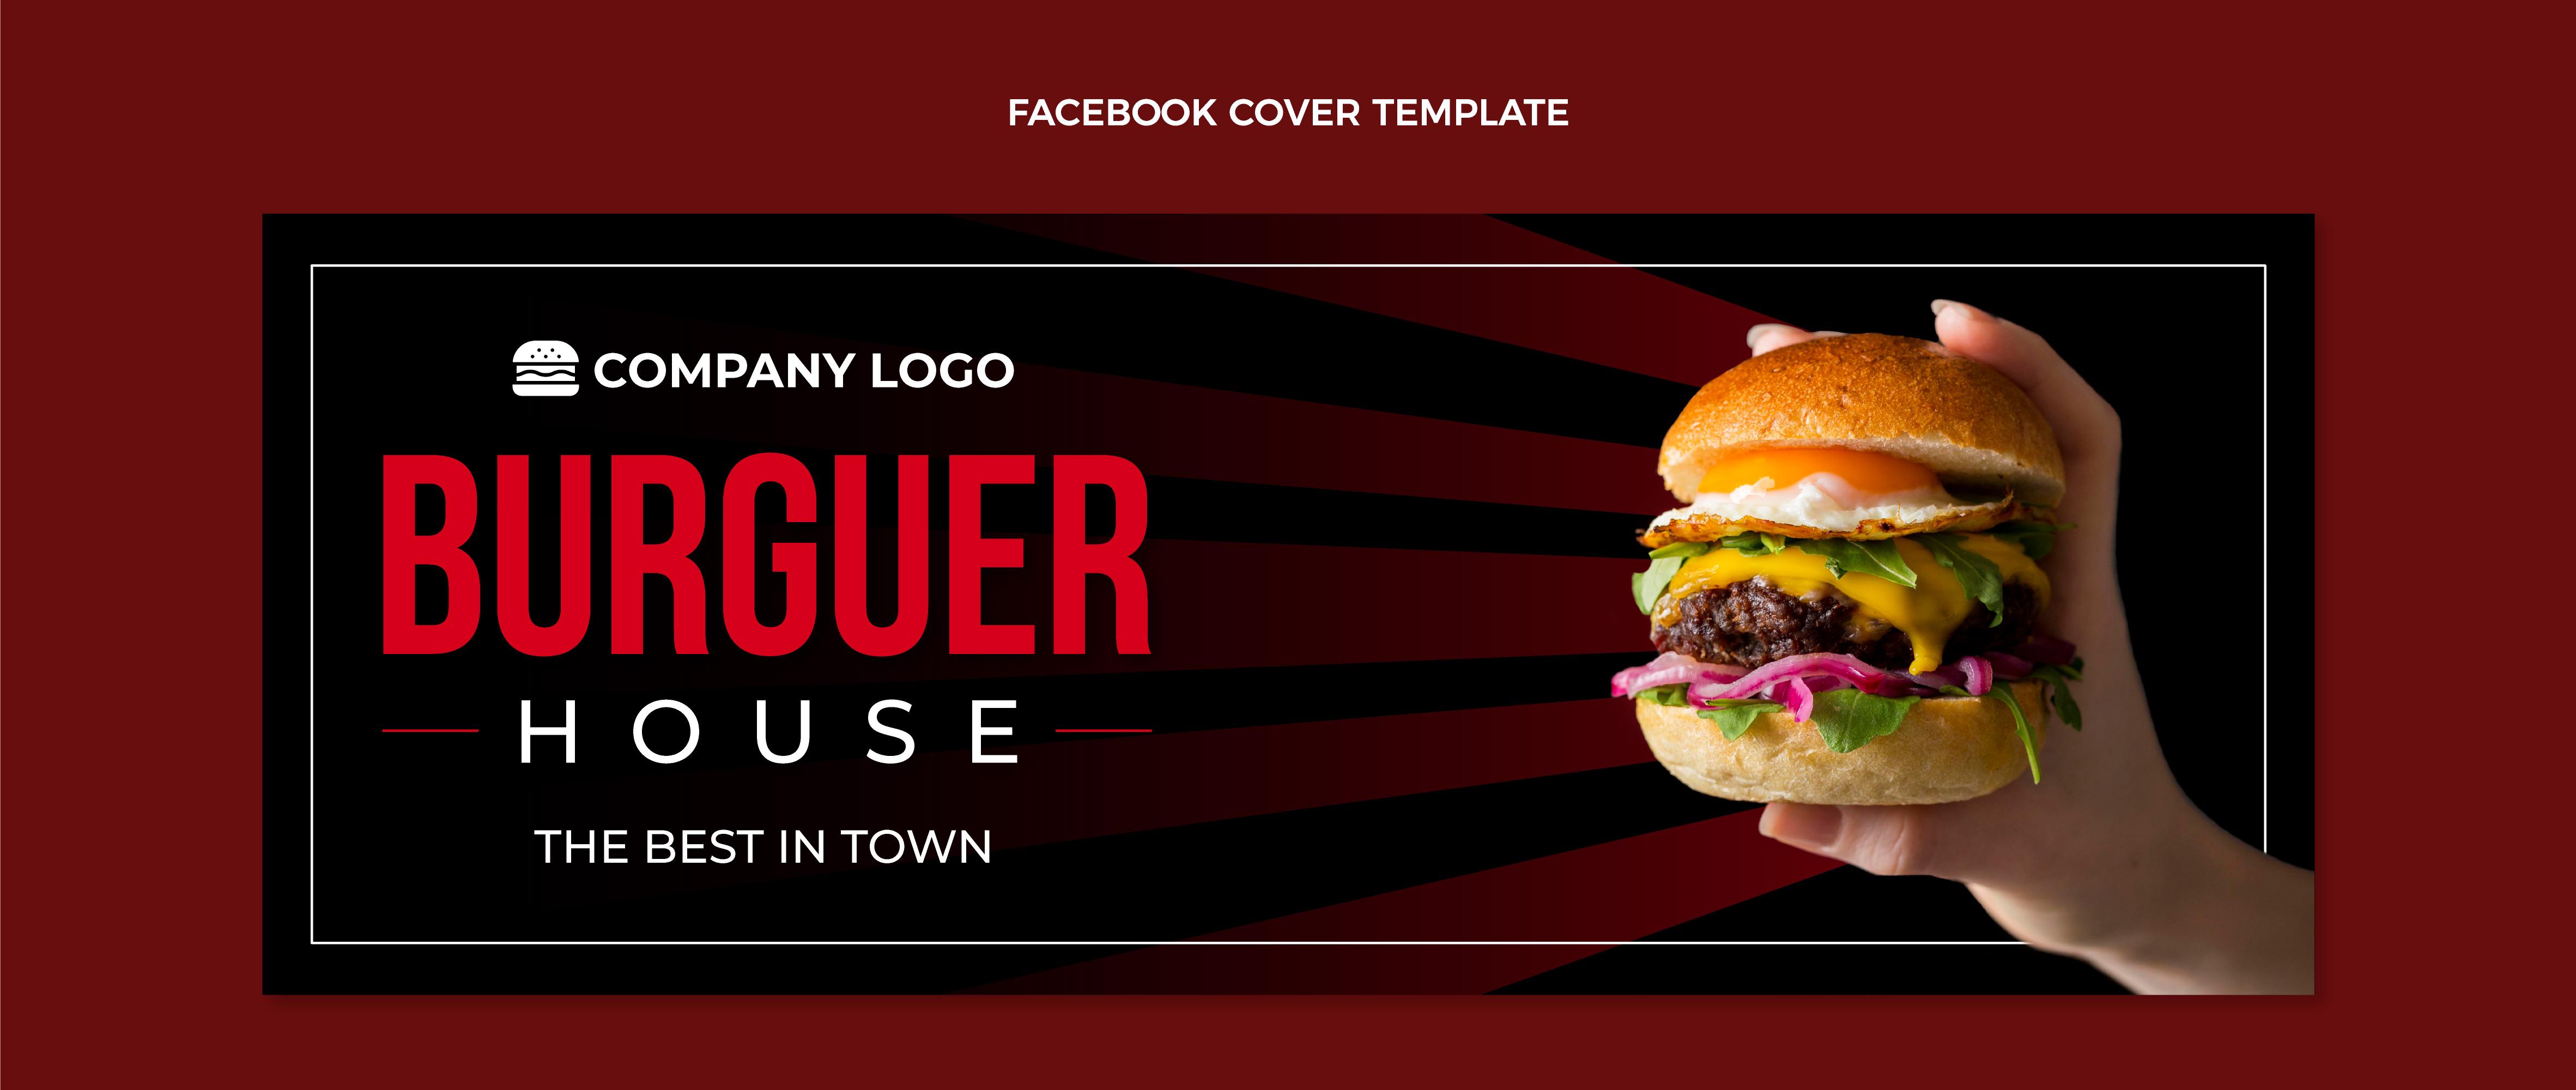 FACEBOOK COVER TEMPLATE
COMPANY LOGO
BURGUER
HOUSE
THE BEST IN TOWN